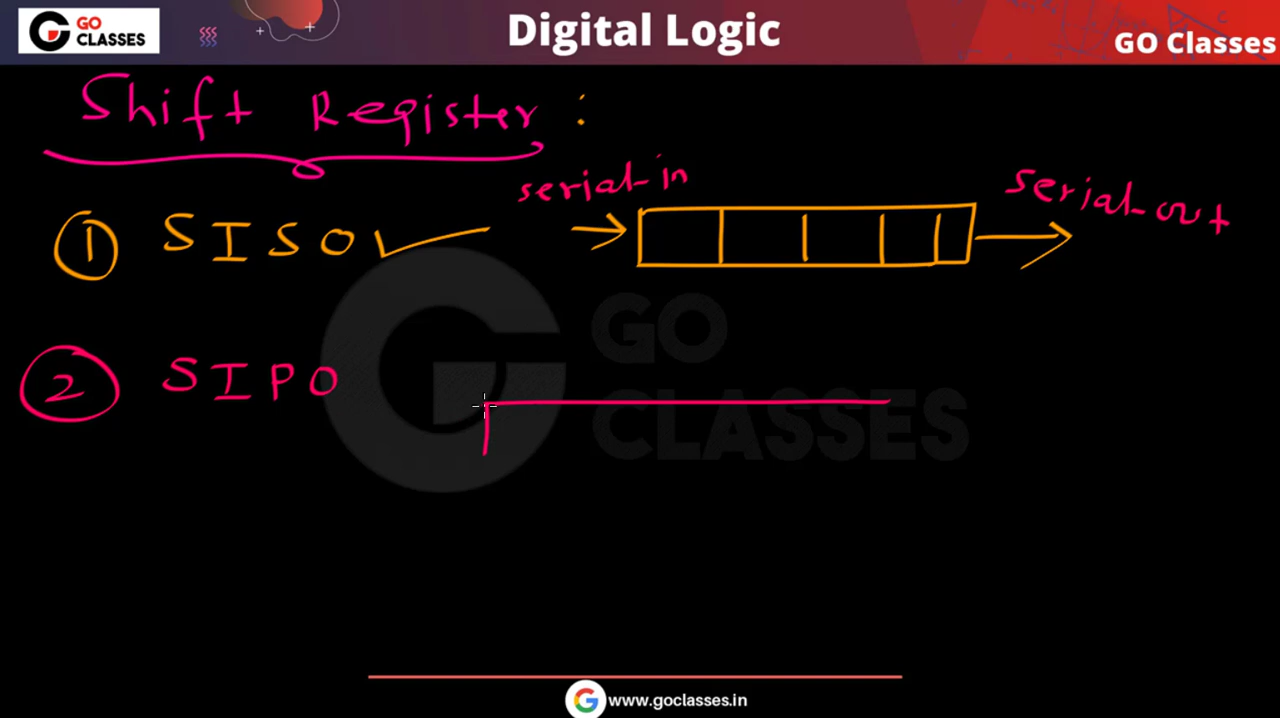 GO CLASSES
Digital Logic
GO Classes
Shift Register :
serial-in
serial-out
① SISO ✓
② SIPO
GO CLASSES
www.goclasses.in